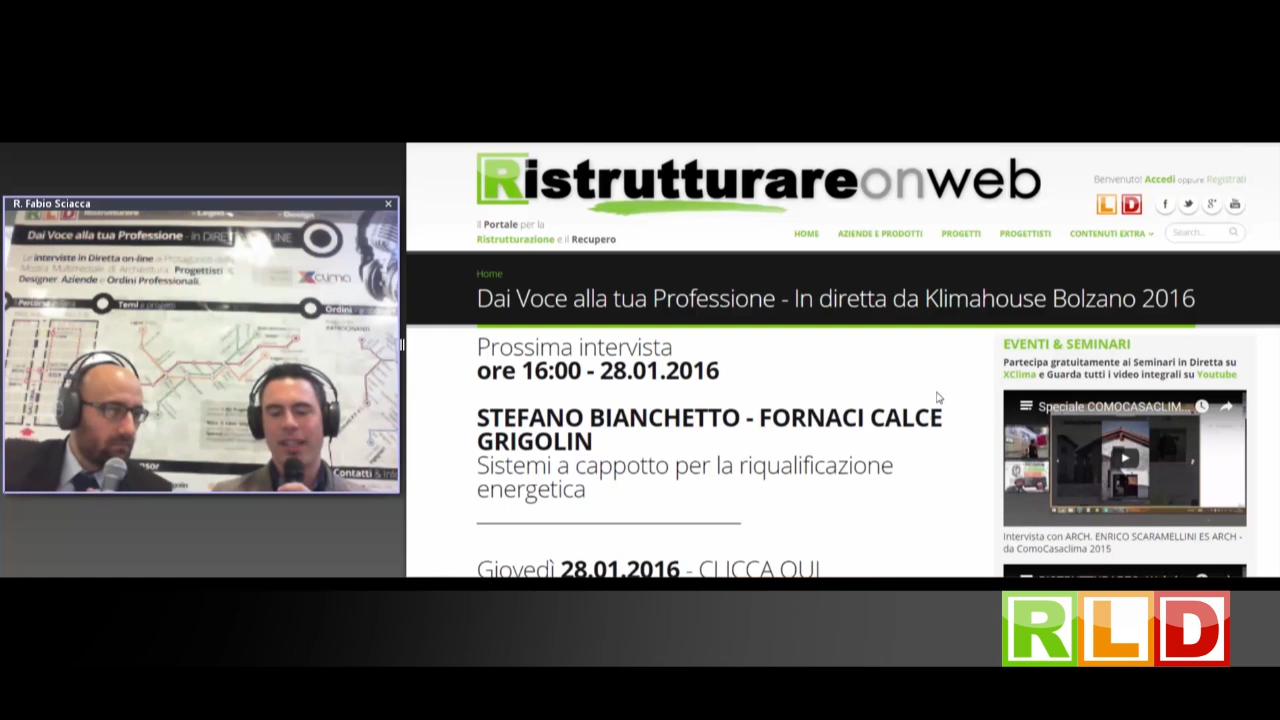 R. Fabio Sciacca
Dai Voce alla tua Professione - in DIRETTA ON-LINE
Le interviste in Diretta on-line
Mostra Multimediale di Architettura. Progettisti
Designer, Aziende e Ordini Professionali.
Temi
Ordini
Contatti &
Ristrutturareonweb
Il Portale per la
Ristrutturazione e il Recupero
Benvenuto! Accedi oppure Registrati
L D
HOME AZIENDE E PRODOTTI PROGETTI PROGETTISTI CONTENUTI EXTRA
Search...
Home
Dai Voce alla tua Professione - In diretta da Klimahouse Bolzano 2016
Prossima intervista
ore 16:00 - 28.01.2016
STEFANO BIANCHETTO - FORNACI CALCE
GRIGOLIN
Sistemi a cappotto per la riqualificazione
energetica
Giovedì 28.01.2016 - CLICCA QUI
EVENTI & SEMINARI
Partecipa gratuitamente ai Seminari in Diretta su
XClima e Guarda tutti i video integrali su Youtube
Speciale COMOCASACLIM...
Intervista con ARCH. ENRICO SCARAMELLINI ES ARCH -
da ComoCasaclima 2015
RLD